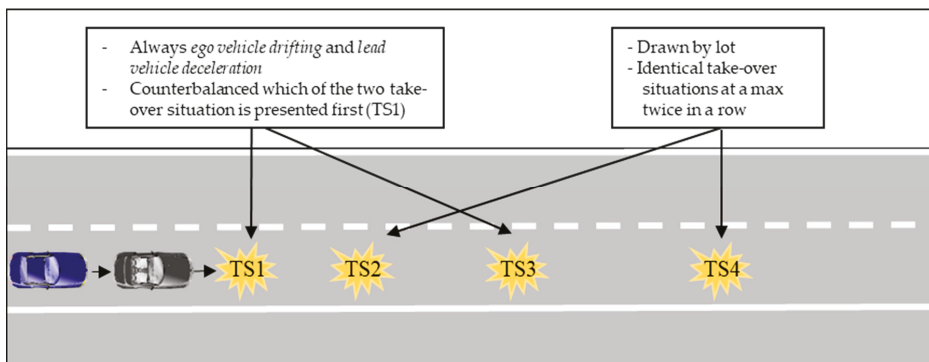 - Always ego vehicle drifting and lead
vehicle deceleration
- Counterbalanced which of the two take-
over situation is presented first (TS1)
- Drawn by lot
- Identical take-over
situations at a max
twice in a row
TS1
TS2
TS3
TS4